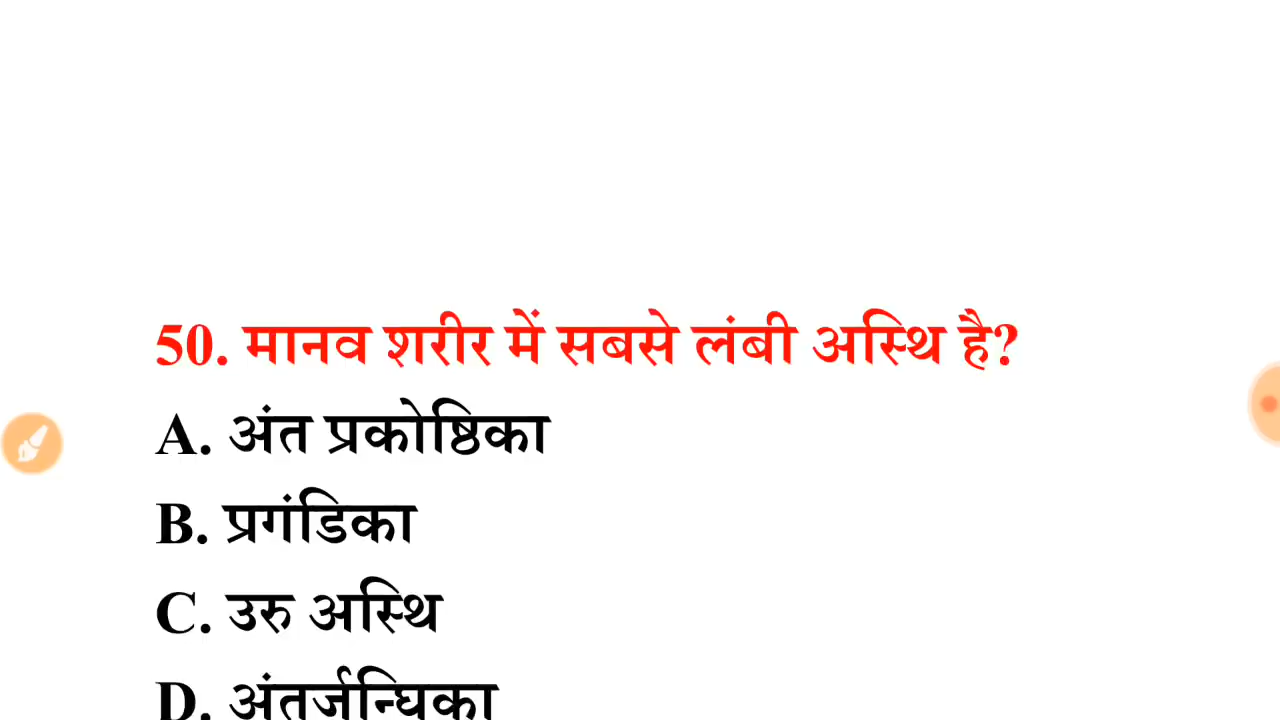 50. मानव शरीर में सबसे लंबी अस्थि है?
A. अंत प्रकोष्ठिका
B. प्रगंडिका
C. उरु अस्थि
D. अंतर्जन्घिका